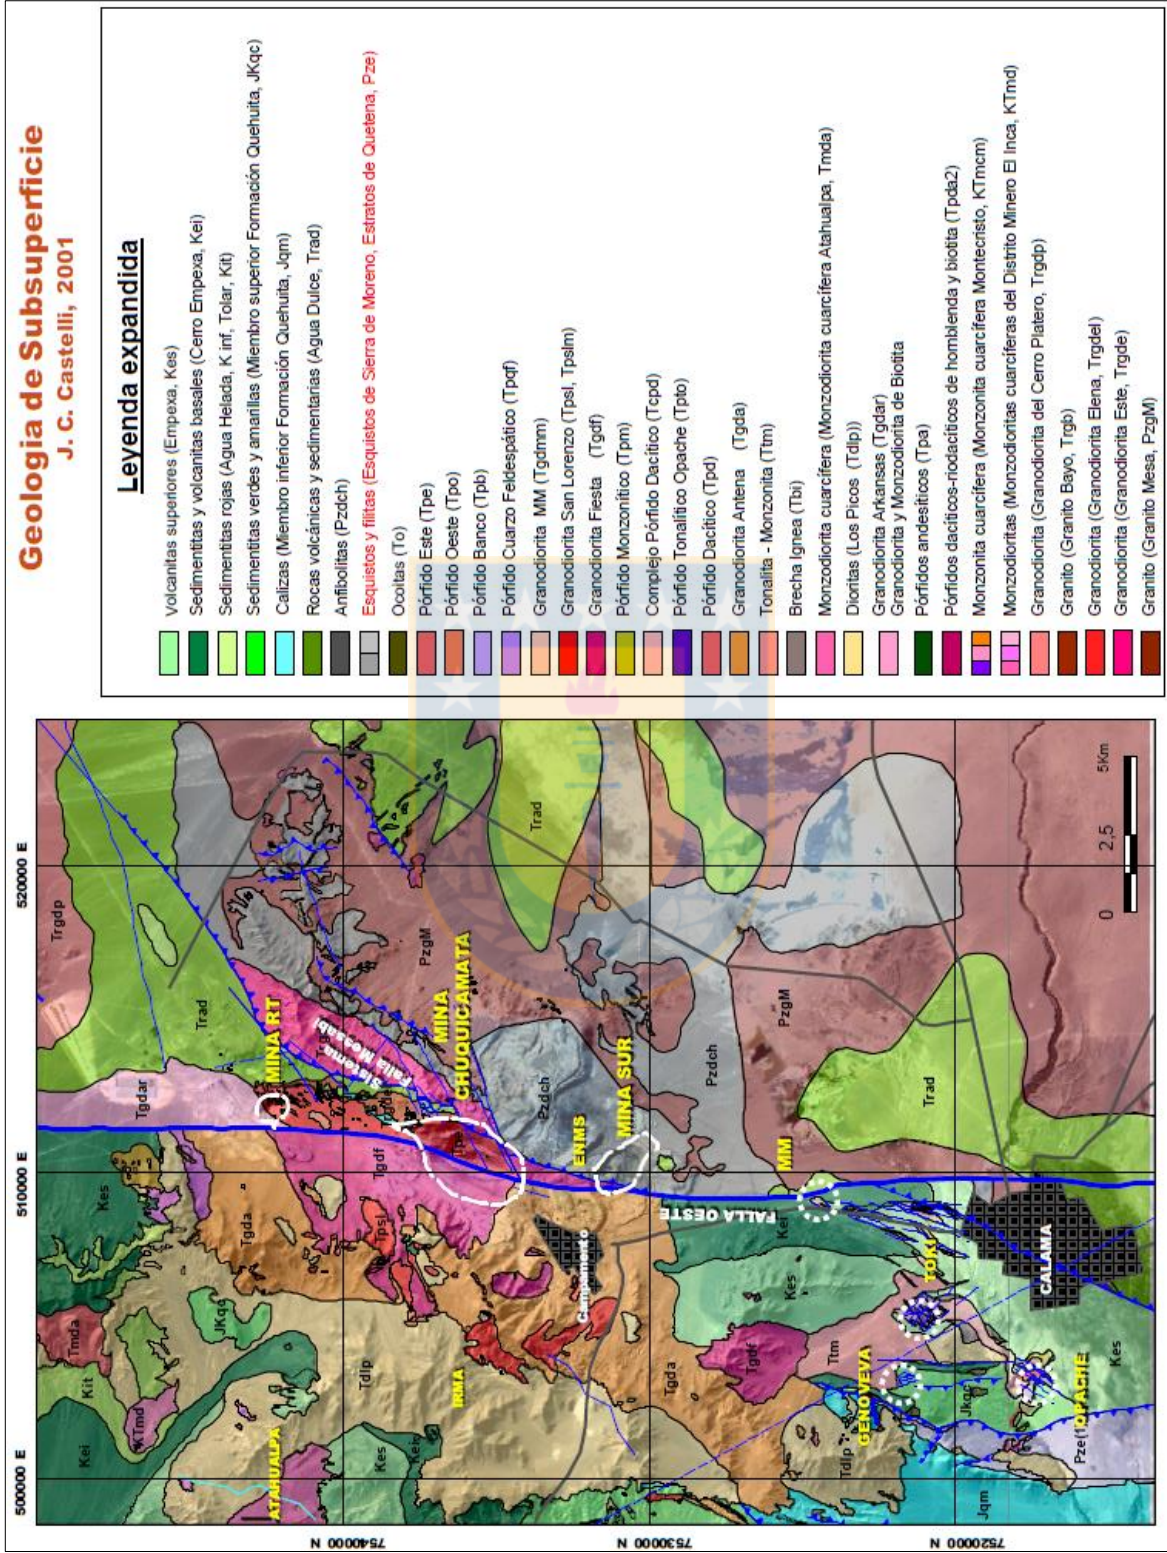 Geologia de Subsuperficie
J. C. Castelli, 2001
Leyenda expandida
Volcanitas superiores (Empexa, Kes)
Sedimentitas y volcanitas basales (Cerro Empexa, Kei)
Sedimentitas rojas (Agua Helada, K inf, Tolar, Kit)
Sedimentitas verdes y amarillas (Miembro superior Formación Quehuita, JKqc)
Calizas (Miembro inferior Formación Quehuita, Jqm)
Rocas volcánicas y sedimentarias (Agua Dulce, Trad)
Anfibolitas (Pzdch)
Esquistos y filitas (Esquistos de Sierra de Moreno, Estratos de Quetena, Pze)
Ocoitas (To)
Pórfido Este (Tpe)
Pórfido Oeste (Tpo)
Pórfido Banco (Tpb)
Pórfido Cuarzo Feldespático (Tpqf)
Granodiorita MM (Tgdmm)
Granodiorita San Lorenzo (Tpsl, Tpslm)
Granodiorita Fiesta (Tgdf)
Pórfido Monzonítico (Tpm)
Complejo Pórfido Dacítico (Tcpd)
Pórfido Tonalítico Opache (Tpto)
Pórfido Dacítico (Tpd)
Granodiorita Antena (Tgda)
Tonalita - Monzonita (Ttm)
Brecha Ignea (Tbi)
Monzodiorita cuarcífera (Monzodiorita cuarcífera Atahualpa, Tmda)
Dioritas (Los Picos (Tdlp))
Granodiorita Arkansas (Tgdar)
Granodiorita y Monzodiorita de Biotita
Pórfidos andesíticos (Tpa)
Pórfidos dacíticos-riodacíticos de hornblenda y biotita (Tpda2)
Monzonita cuarcífera (Monzonita cuarcífera Montecristo, KTmcm)
Monzodioritas (Monzodioritas cuarcíferas del Distrito Minero El Inca, KTmd)
Granodiorita (Granodiorita del Cerro Platero, Trgdp)
Granito (Granito Bayo, Trgb)
Granodiorita (Granodiorita Elena, Trgdel)
Granodiorita (Granodiorita Este, Trgde)
Granito (Granito Mesa, PzgM)
500000 E
510000 E
520000 E
N 7540000
N 7530000
N 7520000
Kei
Kit
Tmda
Kes
Tgdar
Trgdp
Trad
KTmd
JKqc
Tgda
MINA RT
Sistema
Falla Mesabi
ATAHUALPA
Tdlp
Tpsl
Tgdf
Kes
Kei
IRMA
Tpe
MINA
CHUQUICAMATA
PzgM
Trad
Campamento
Pzdch
ENMS
MINA SUR
Tgda
FALLA OESTE
Pzdch
Tgdf
Kes
Kei
MM
PzgM
Ttm
Tdlp
GENOVEVA
TOKI
Trad
Jqm
Jkqc
CALAMA
Pze(1)
OPACHE
Kes
0
2,5
5Km